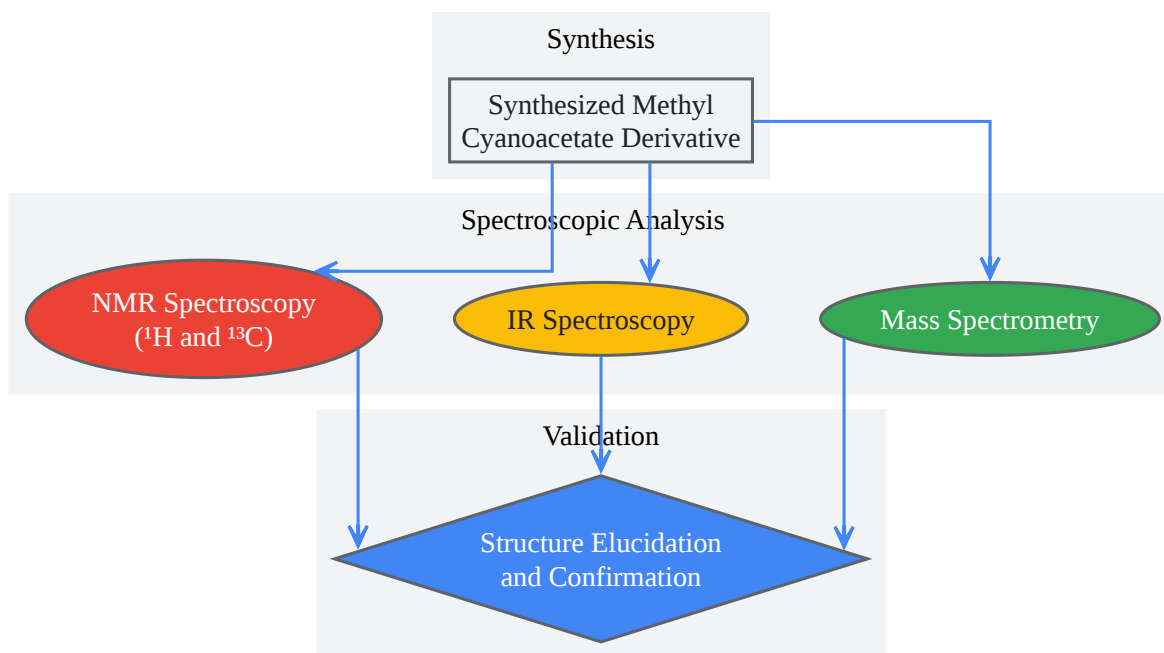 Synthesis
Synthesized Methyl
Cyanoacetate Derivative
Spectroscopic Analysis
NMR Spectroscopy
(¹H and ¹³C)
IR Spectroscopy
Mass Spectrometry
Validation
Structure Elucidation
and Confirmation